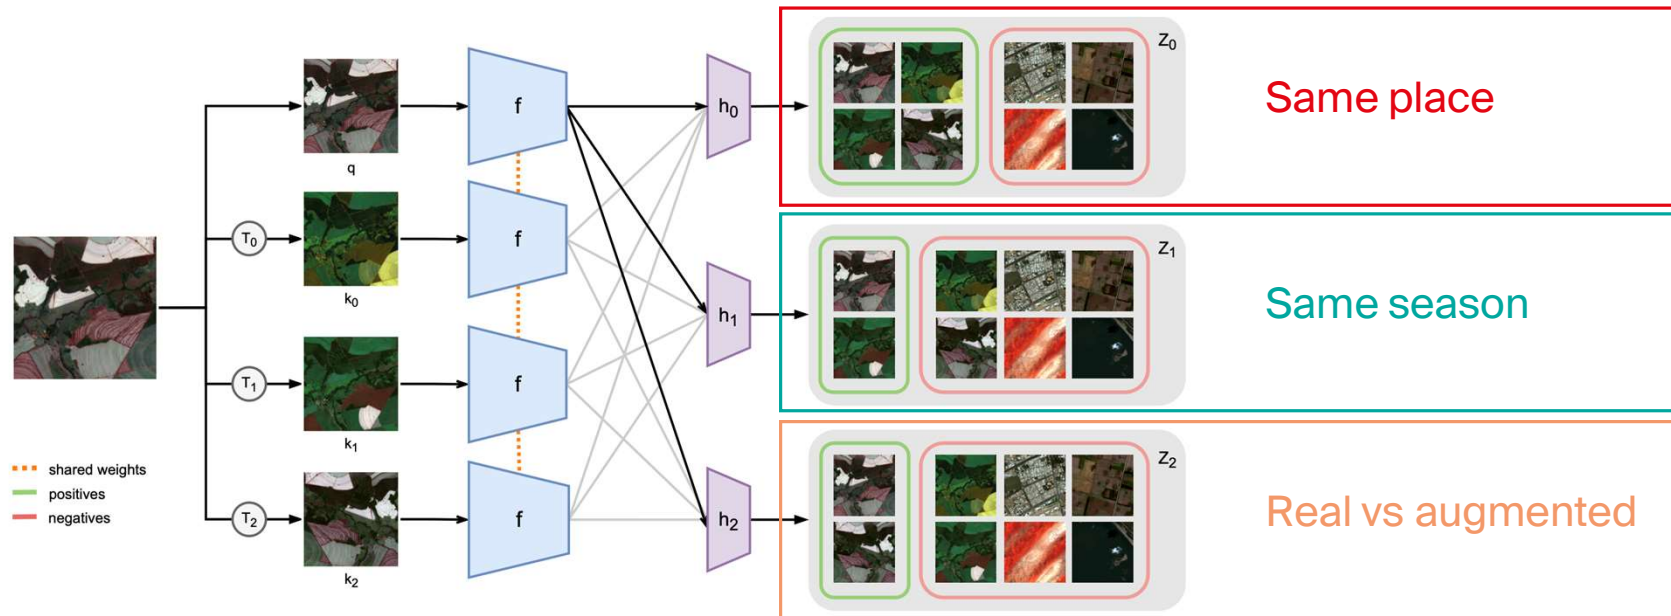 q
T0
k0
T1
k1
T2
k2
shared weights
positives
negatives
f
f
f
f
h0
h1
h2
Z0
Same place
Z1
Same season
Z2
Real vs augmented